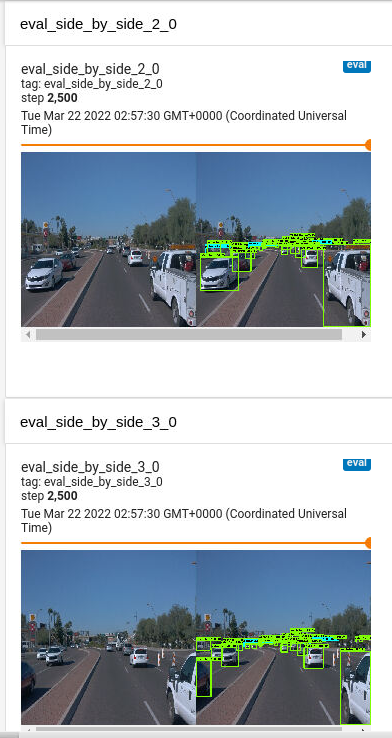 eval_side_by_side_2_0
eval_side_by_side_2_0
eval
tag: eval_side_by_side_2_0
step 2,500
Tue Mar 22 2022 02:57:30 GMT+0000 (Coordinated Universal
Time)
eval_side_by_side_3_0
eval_side_by_side_3_0
eval
tag: eval_side_by_side_3_0
step 2,500
Tue Mar 22 2022 02:57:30 GMT+0000 (Coordinated Universal
Time)